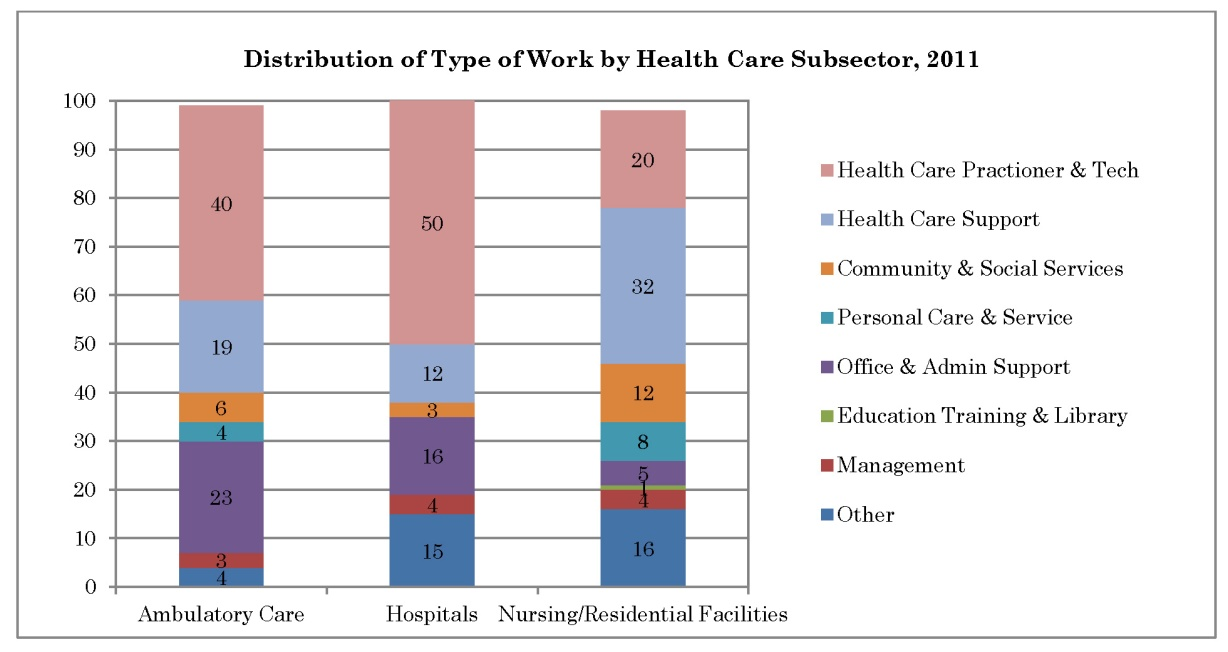 Distribution of Type of Work by Health Care Subsector, 2011
100
90
80
70
60
50
40
30
20
10
0
40
19
6
4
23
3
4
50
12
3
16
4
15
20
32
12
8
5
1
4
16
Ambulatory Care
Hospitals
Nursing/Residential Facilities
Health Care Practioner & Tech
Health Care Support
Community & Social Services
Personal Care & Service
Office & Admin Support
Education Training & Library
Management
Other